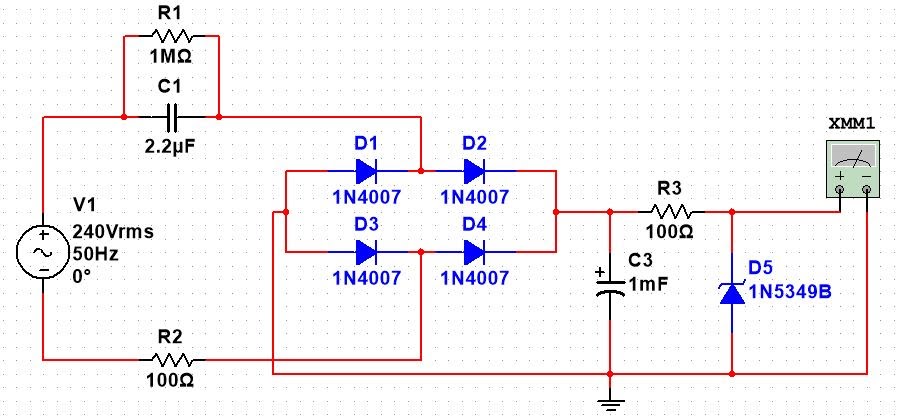 R1
1MΩ
C1
2.2µF
XMM1
D1
D2
1N4007
1N4007
R3
100Ω
V1
240Vrms
50Hz
0°
D3
D4
1N4007
1N4007
C3
1mF
D5
1N5349B
R2
100Ω